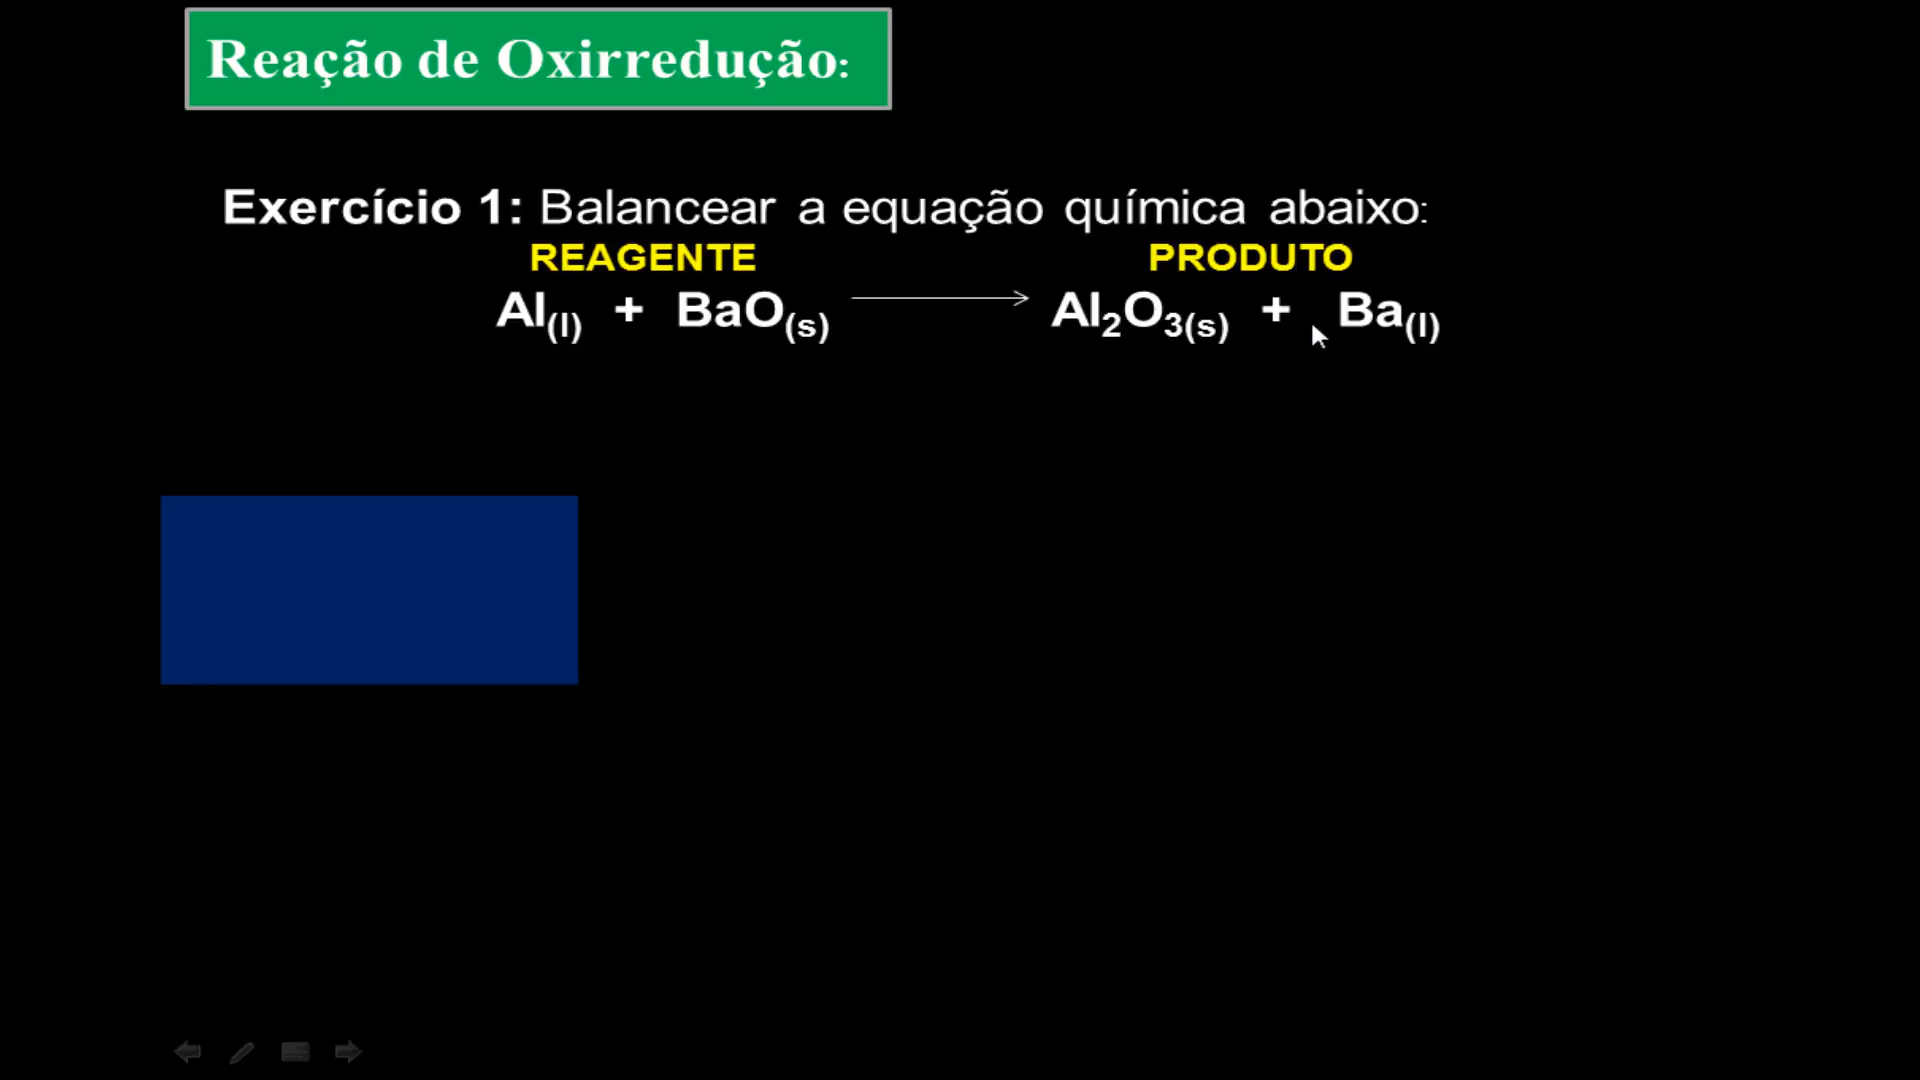 Reação de Oxirredução:
Exercício 1: Balancear a equação química abaixo:
REAGENTE PRODUTO
Al(l) + BaO(s) ⟶ Al₂O₃(s) + Ba(l)